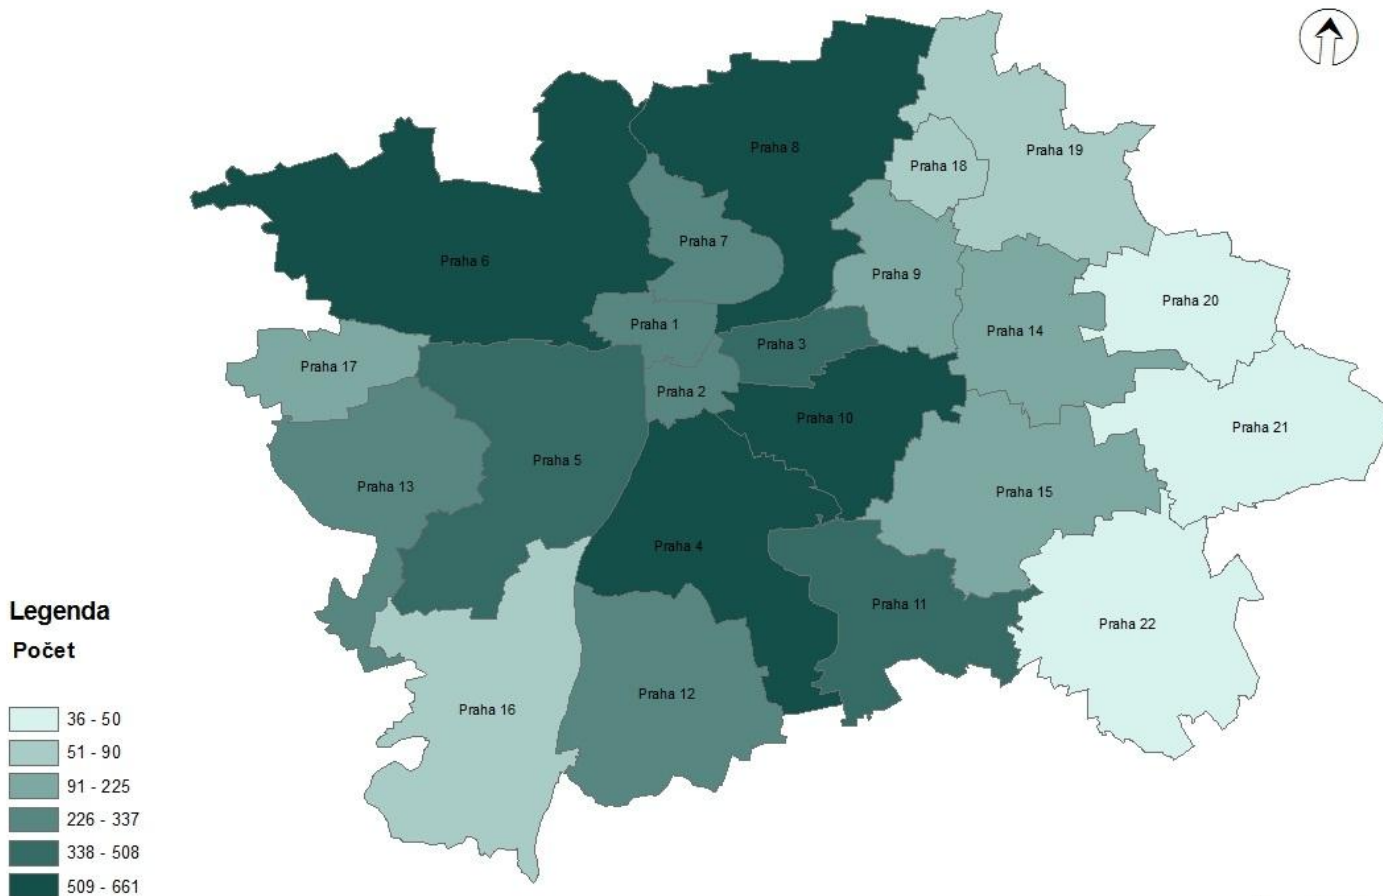 Praha 8
Praha 19
Praha 18
Praha 7
Praha 6
Praha 9
Praha 20
Praha 1
Praha 14
Praha 3
Praha 17
Praha 2
Praha 10
Praha 21
Praha 5
Praha 13
Praha 15
Praha 4
Praha 11
Praha 22
Praha 12
Praha 16
Legenda
Počet
36 - 50
51 - 90
91 - 225
226 - 337
338 - 508
509 - 661